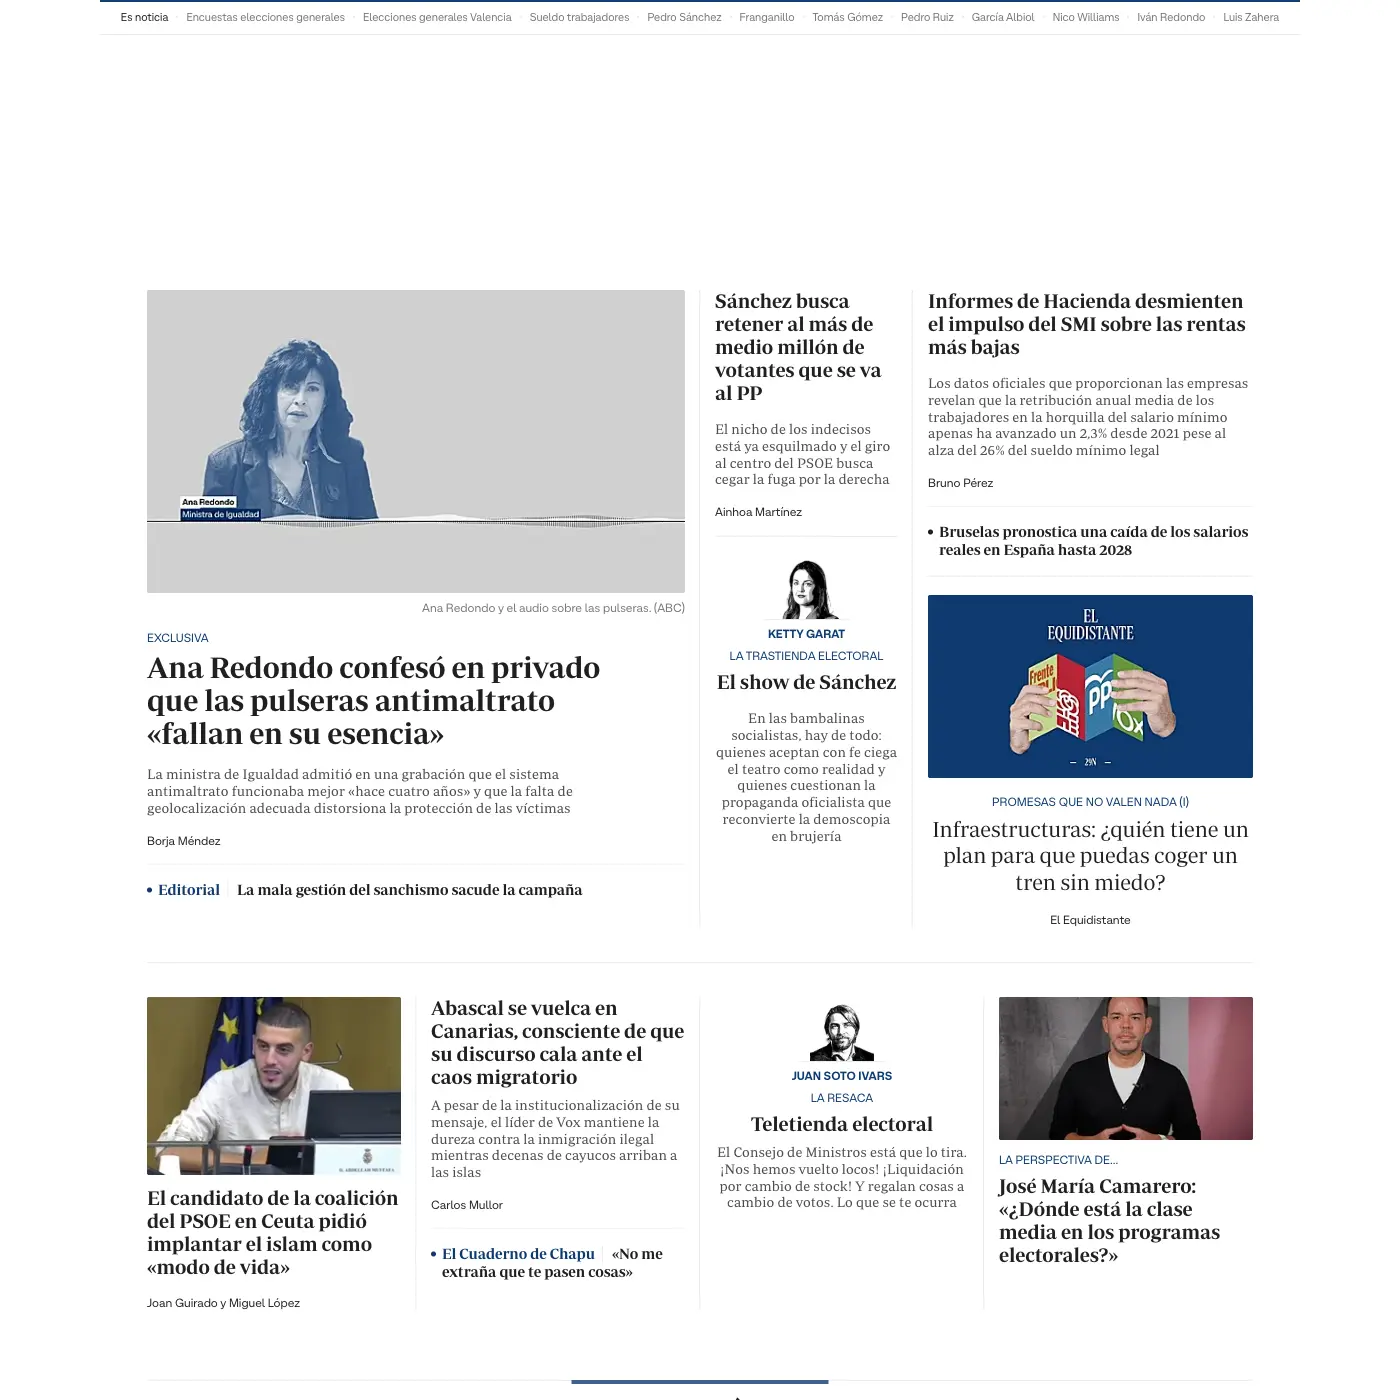 Es noticia · Encuestas elecciones generales · Elecciones generales Valencia · Sueldo trabajadores · Pedro Sánchez · Franganillo · Tomás Gómez · Pedro Ruiz · García Albiol · Nico Williams · Iván Redondo · Luis Zahera
Ana Redondo
Ministra de Igualdad
Ana Redondo y el audio sobre las pulseras. (ABC)
EXCLUSIVA
Ana Redondo confesó en privado
que las pulseras antimaltrato
«fallan en su esencia»
La ministra de Igualdad admitió en una grabación que el sistema
antimaltrato funcionaba mejor «hace cuatro años» y que la falta de
geolocalización adecuada distorsiona la protección de las víctimas
Borja Méndez
• Editorial La mala gestión del sanchismo sacude la campaña
Sánchez busca
retener al más de
medio millón de
votantes que se va
al PP
El nicho de los indecisos
está ya esquilmado y el giro
al centro del PSOE busca
cegar la fuga por la derecha
Ainhoa Martínez
KETTY GARAT
LA TRASTIENDA ELECTORAL
El show de Sánchez
En las bambalinas
socialistas, hay de todo:
quienes aceptan con fe ciega
el teatro como realidad y
quienes cuestionan la
propaganda oficialista que
reconvierte la demoscopia
en brujería
Informes de Hacienda desmienten
el impulso del SMI sobre las rentas
más bajas
Los datos oficiales que proporcionan las empresas
revelan que la retribución anual media de los
trabajadores en la horquilla del salario mínimo
apenas ha avanzado un 2,3% desde 2021 pese al
alza del 26% del sueldo mínimo legal
Bruno Pérez
• Bruselas pronostica una caída de los salarios
reales en España hasta 2028
EL
EQUIDISTANTE
Frente
PP
VOX
— 29N —
PROMESAS QUE NO VALEN NADA (I)
Infraestructuras: ¿quién tiene un
plan para que puedas coger un
tren sin miedo?
El Equidistante
El candidato de la coalición
del PSOE en Ceuta pidió
implantar el islam como
«modo de vida»
Joan Guirado y Miguel López
Abascal se vuelca en
Canarias, consciente de que
su discurso cala ante el
caos migratorio
A pesar de la institucionalización de su
mensaje, el líder de Vox mantiene la
dureza contra la inmigración ilegal
mientras decenas de cayucos arriban a
las islas
Carlos Mullor
• El Cuaderno de Chapu «No me
extraña que te pasen cosas»
JUAN SOTO IVARS
LA RESACA
Teletienda electoral
El Consejo de Ministros está que lo tira.
¡Nos hemos vuelto locos! ¡Liquidación
por cambio de stock! Y regalan cosas a
cambio de votos. Lo que se te ocurra
LA PERSPECTIVA DE...
José María Camarero:
«¿Dónde está la clase
media en los programas
electorales?»